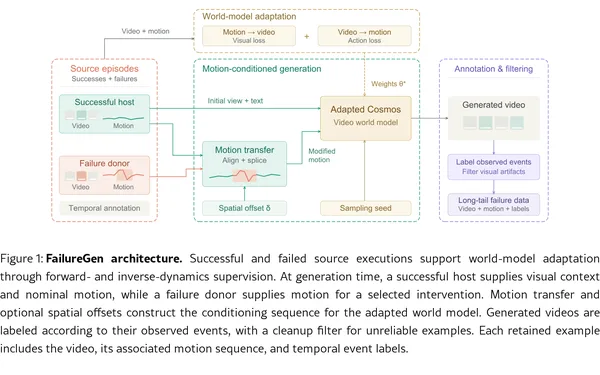 World-model adaptation
Video + motion
Motion → video
Visual loss
+
Video → motion
Action loss
Source episodes
Successes + failures
Motion-conditioned generation
Annotation & filtering
Weights θ*
Successful host
Video
Motion
Initial view + text
Adapted Cosmos
Video world model
Generated video
Motion transfer
Align + splice
Modified
motion
Failure donor
Video
Motion
Label observed events
Filter visual artifacts
Temporal annotation
Spatial offset δ
Sampling seed
Long-tail failure data
Video + motion + labels
Figure 1: FailureGen architecture. Successful and failed source executions support world-model adaptation
through forward- and inverse-dynamics supervision. At generation time, a successful host supplies visual context
and nominal motion, while a failure donor supplies motion for a selected intervention. Motion transfer and
optional spatial offsets construct the conditioning sequence for the adapted world model. Generated videos are
labeled according to their observed events, with a cleanup filter for unreliable examples. Each retained example
includes the video, its associated motion sequence, and temporal event labels.